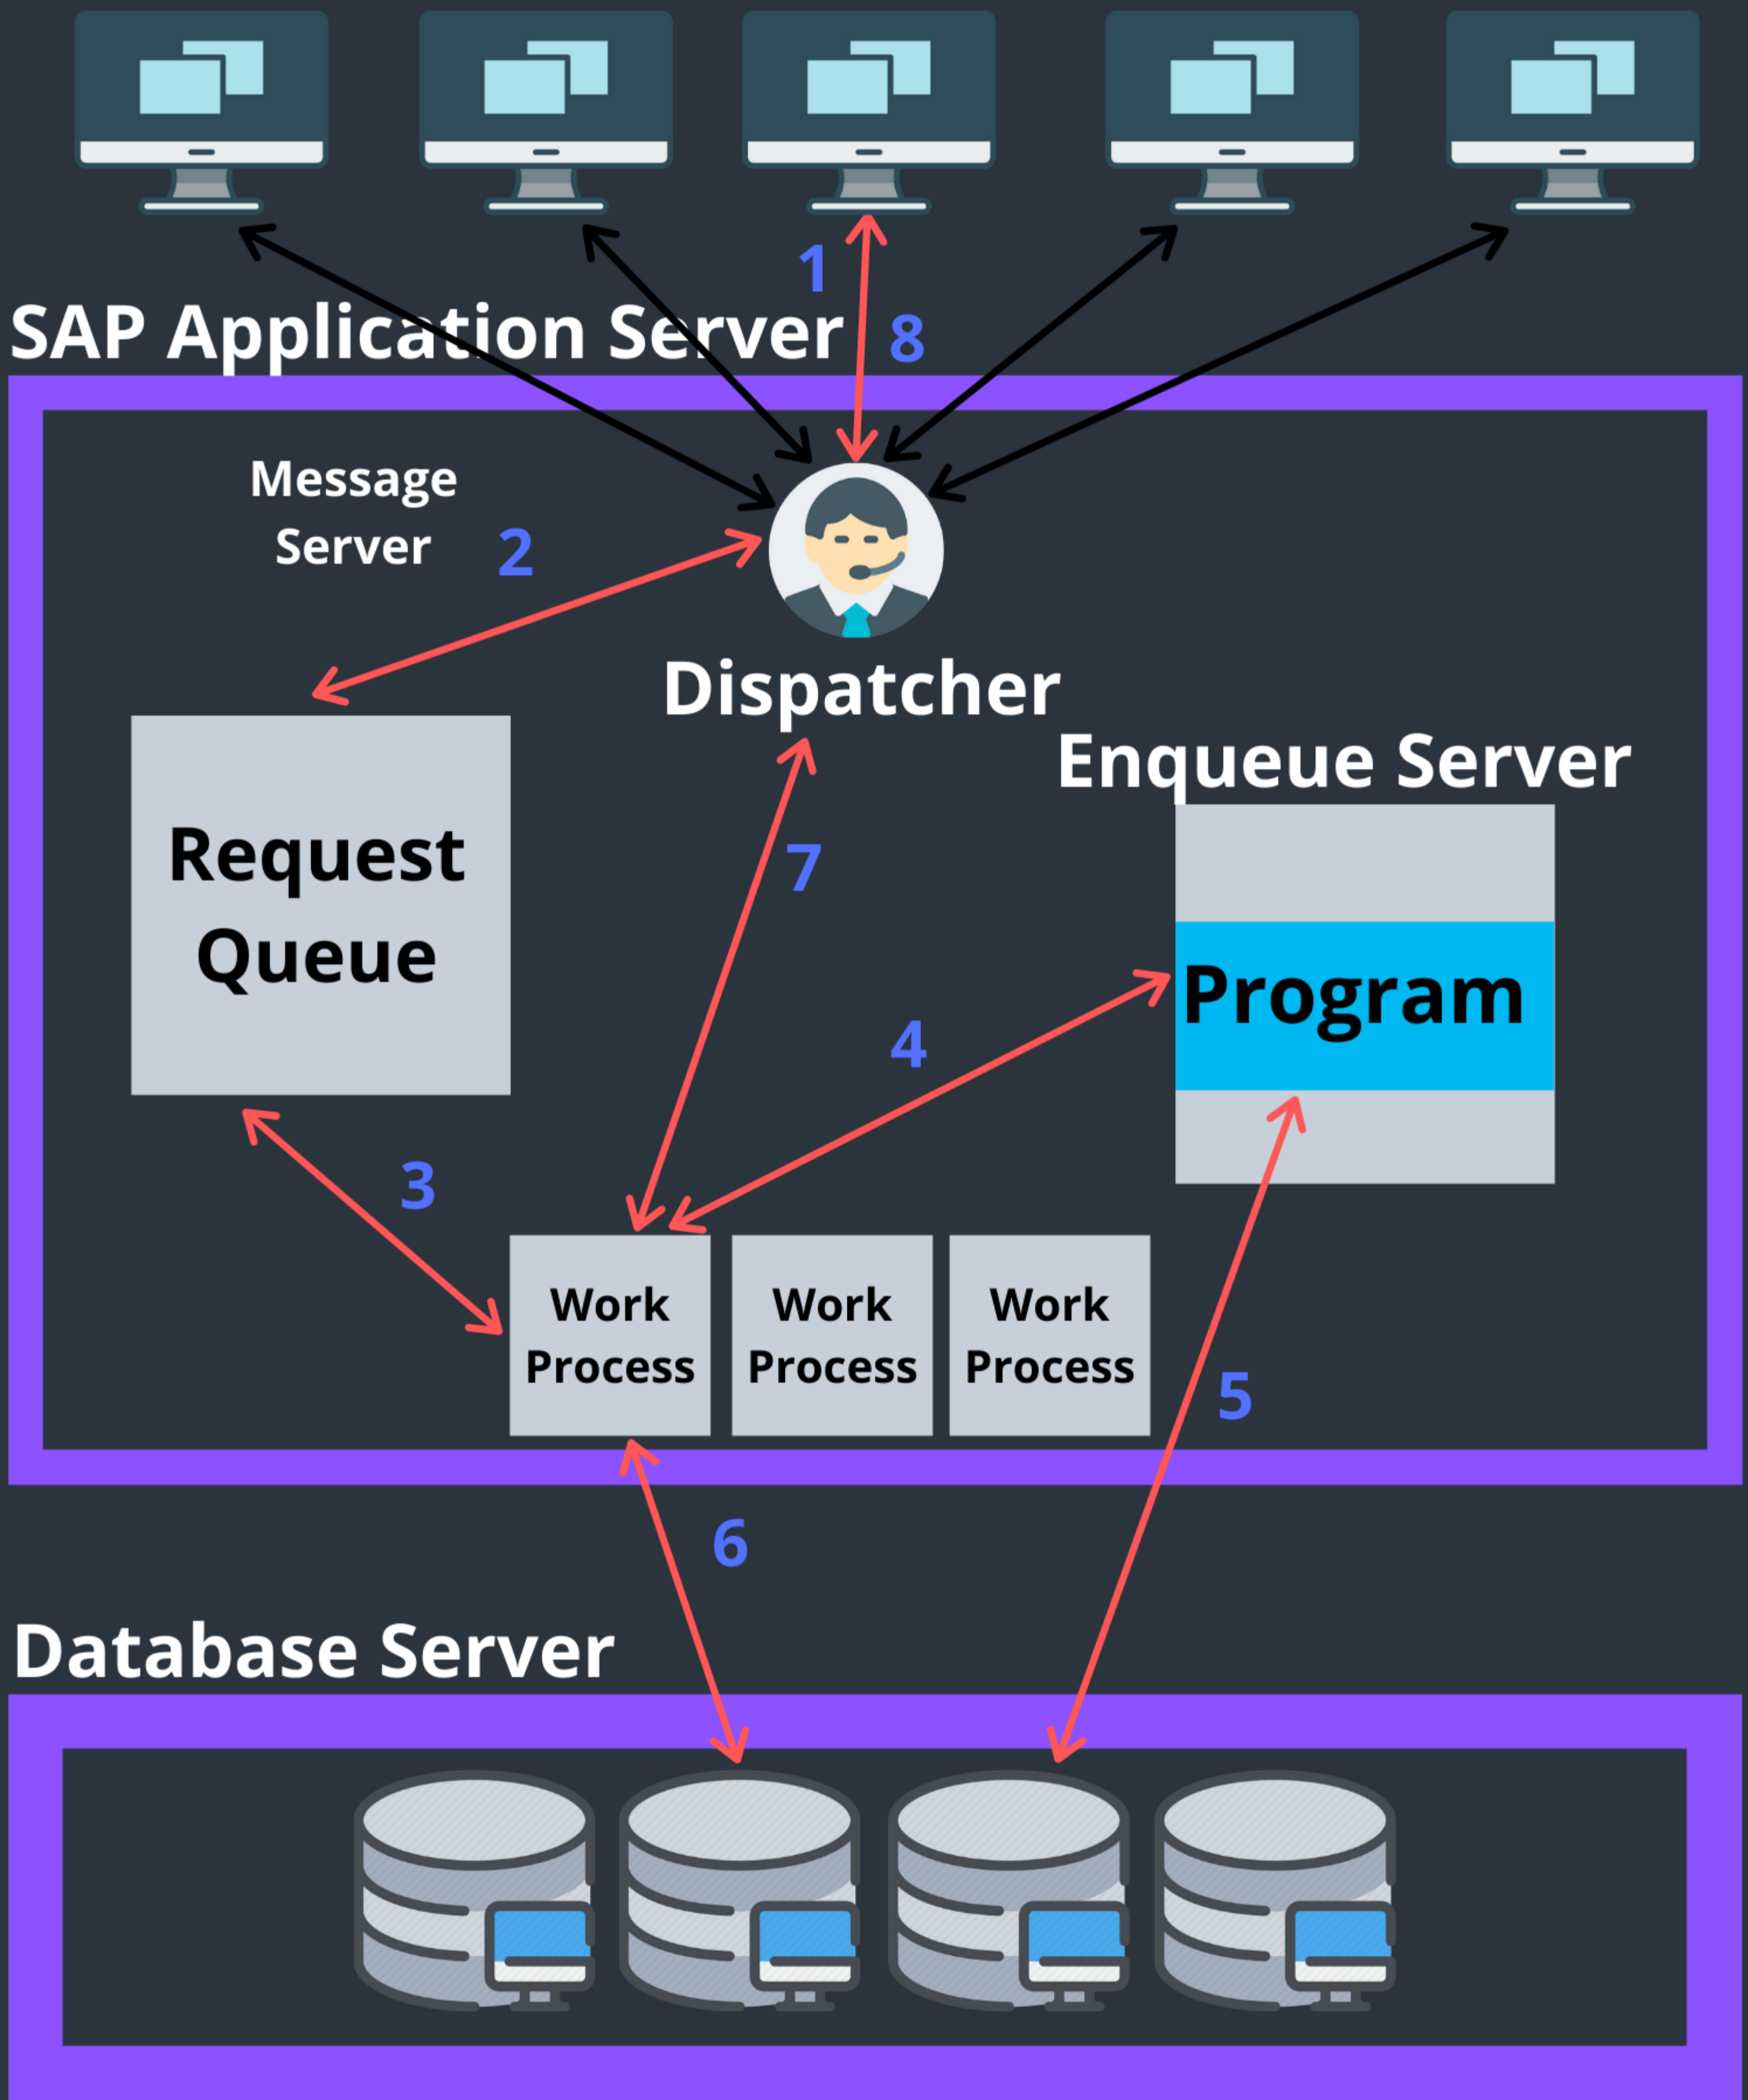 1
8
SAP Application Server
Message
Server
2
Dispatcher
Enqueue Server
Request
Queue
7
Program
4
3
Work
Process
Work
Process
Work
Process
5
6
Database Server